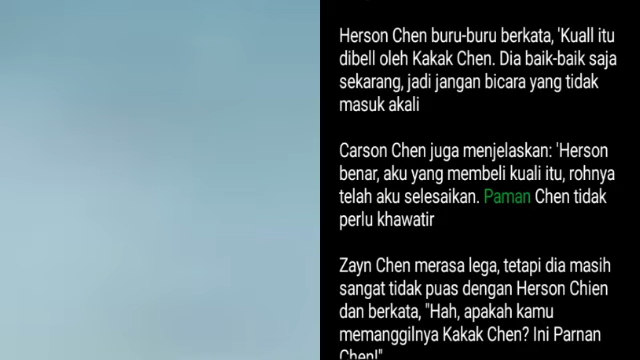 Herson Chen buru-buru berkata, 'Kuall itu
dibell oleh Kakak Chen. Dia baik-baik saja
sekarang, jadi jangan bicara yang tidak
masuk akali
Carson Chen juga menjelaskan: 'Herson
benar, aku yang membeli kuali itu, rohnya
telah aku selesaikan. Paman Chen tidak
perlu khawatir
Zayn Chen merasa lega, tetapi dia masih
sangat tidak puas dengan Herson Chien
dan berkata, "Hah, apakah kamu
memanggilnya Kakak Chen? Ini Parnan
Chen!"